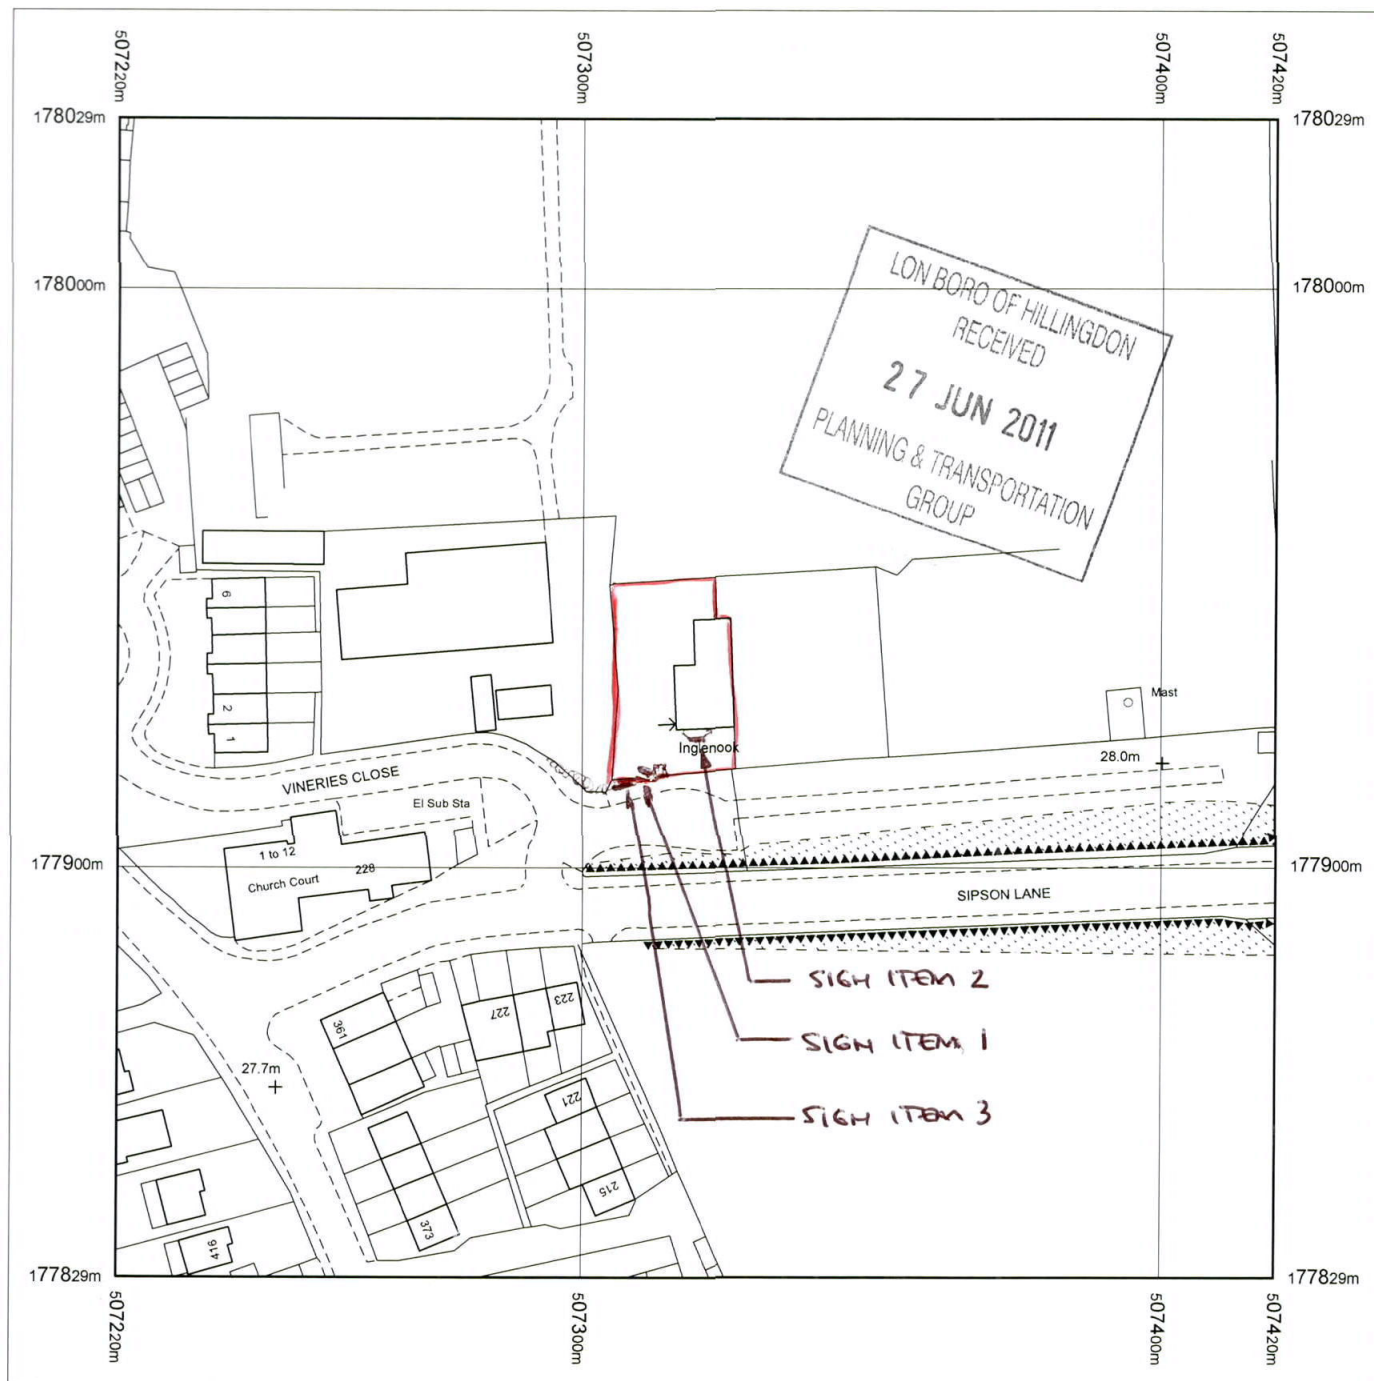 507220m
507300m
507400m
507420m
178029m
178029m
178000m
178000m
LON BORO OF HILLINGDON
RECEIVED
27 JUN 2011
PLANNING & TRANSPORTATION
GROUP
6
2
1
Mast
Inglenook
28.0m
VINERIES CLOSE
El Sub Sta
1 to 12
228
Church Court
177900m
177900m
SIPSON LANE
SIGN ITEM 2
223
227
361
SIGN ITEM 1
27.7m
221
SIGN ITEM 3
215
373
416
177829m
177829m
507220m
507300m
507400m
507420m